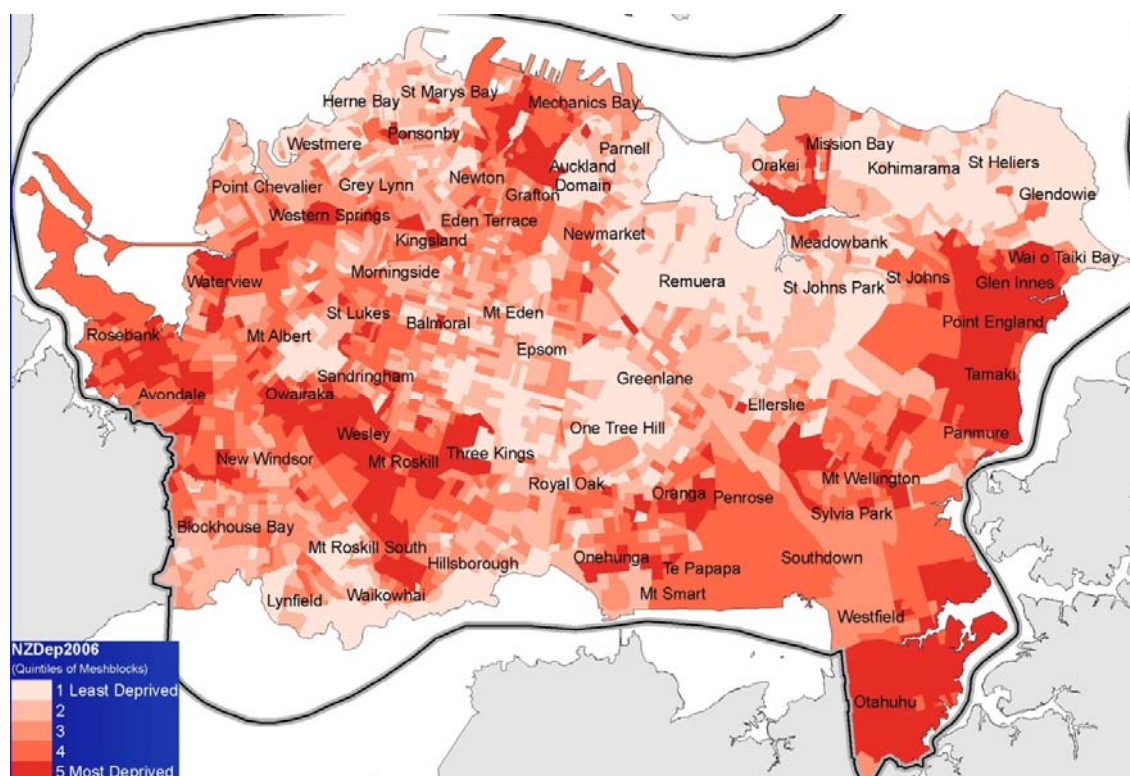 St Marys Bay
Herne Bay
Mechanics Bay
Ponsonby
Westmere
Parnell
Mission Bay
Orakei
Auckland
Domain
Kohimarama
St Heliers
Point Chevalier
Grey Lynn
Newton
Grafton
Glendowie
Western Springs
Eden Terrace
Kingsland
Newmarket
Meadowbank
Wai o Taiki Bay
Morningside
Waterview
Remuera
St Johns Park
St Johns
Glen Innes
St Lukes
Balmoral
Mt Eden
Point England
Rosebank
Mt Albert
Epsom
Sandringham
Greenlane
Tamaki
Avondale
Owairaka
Ellerslie
Wesley
One Tree Hill
Panmure
New Windsor
Mt Roskill
Three Kings
Royal Oak
Oranga
Penrose
Mt Wellington
Sylvia Park
Blockhouse Bay
Mt Roskill South
Hillsborough
Onehunga
Te Papapa
Southdown
Lynfield
Waikowhai
Mt Smart
Westfield
Otahuhu
NZDep2006
(Quintiles of Meshblocks)
1 Least Deprived
2
3
4
5 Most Deprived